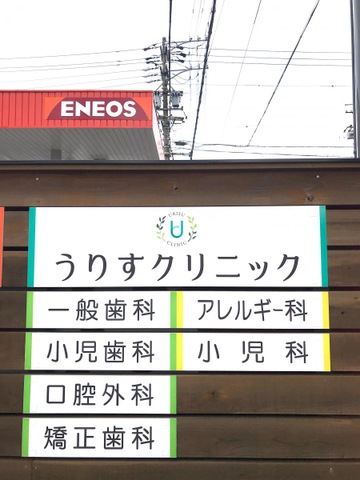 ENEOS
URISU
U
CLINIC
うりすクリニック
一般歯科
アレルギー科
小児歯科
小児科
口腔外科
矯正歯科